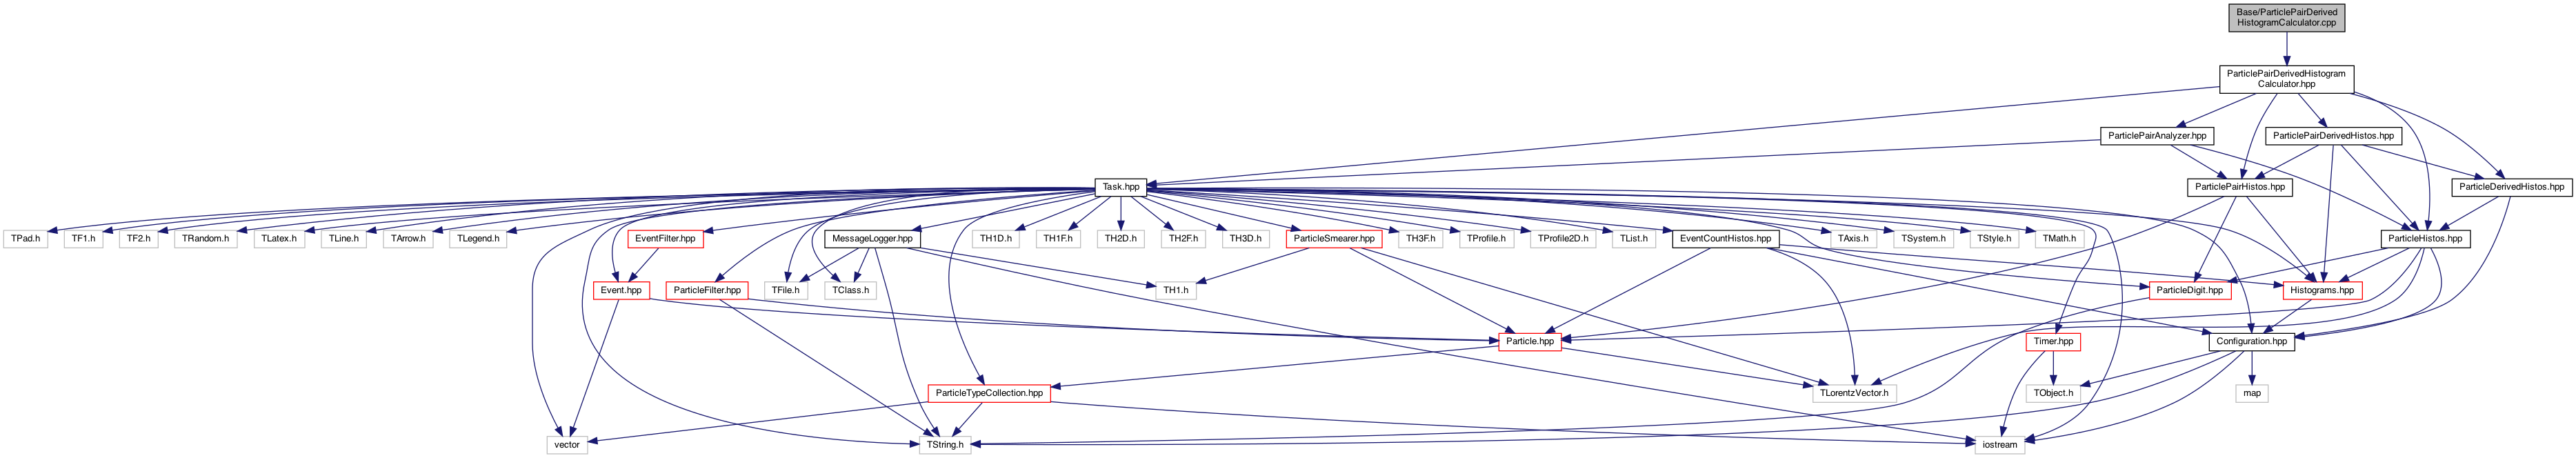 Base/ParticlePairDerived
HistogramCalculator.cpp
ParticlePairDerivedHistogram
Calculator.hpp
ParticlePairAnalyzer.hpp
ParticlePairDerivedHistos.hpp
Task.hpp
ParticlePairHistos.hpp
ParticleDerivedHistos.hpp
TPad.h
TF1.h
TF2.h
TRandom.h
TLatex.h
TLine.h
TArrow.h
TLegend.h
EventFilter.hpp
MessageLogger.hpp
TH1D.h
TH1F.h
TH2D.h
TH2F.h
TH3D.h
ParticleSmearer.hpp
TH3F.h
TProfile.h
TProfile2D.h
TList.h
EventCountHistos.hpp
TAxis.h
TSystem.h
TStyle.h
TMath.h
ParticleHistos.hpp
Event.hpp
ParticleFilter.hpp
TFile.h
TClass.h
TH1.h
ParticleDigit.hpp
Histograms.hpp
Particle.hpp
Timer.hpp
Configuration.hpp
ParticleTypeCollection.hpp
TLorentzVector.h
TObject.h
map
vector
TString.h
iostream